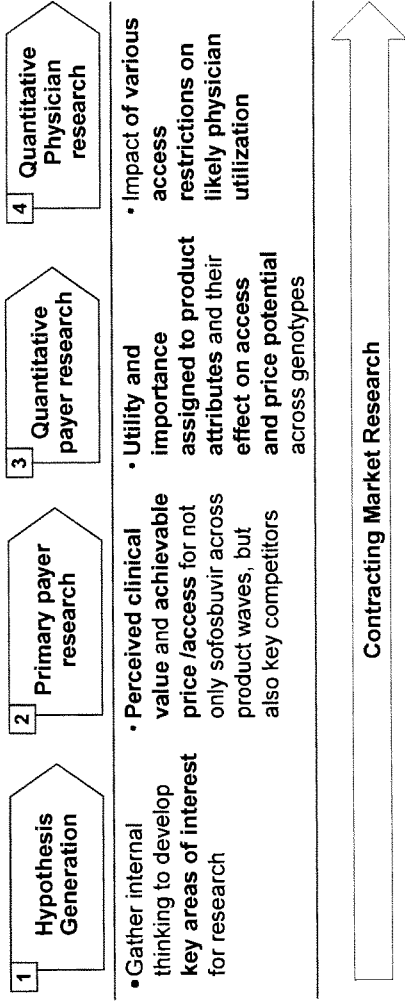 1
Hypothesis
Generation
•Gather internal
thinking to develop
key areas of interest
for research
2
Primary payer
research
• Perceived clinical
value and achievable
price /access for not
only sofosbuvir across
product waves, but
also key competitors
3
Quantitative
payer research
• Utility and
importance
assigned to product
attributes and their
effect on access
and price potential
across genotypes
4
Quantitative
Physician
research
• Impact of various
access
restrictions on
likely physician
utilization
Contracting Market Research